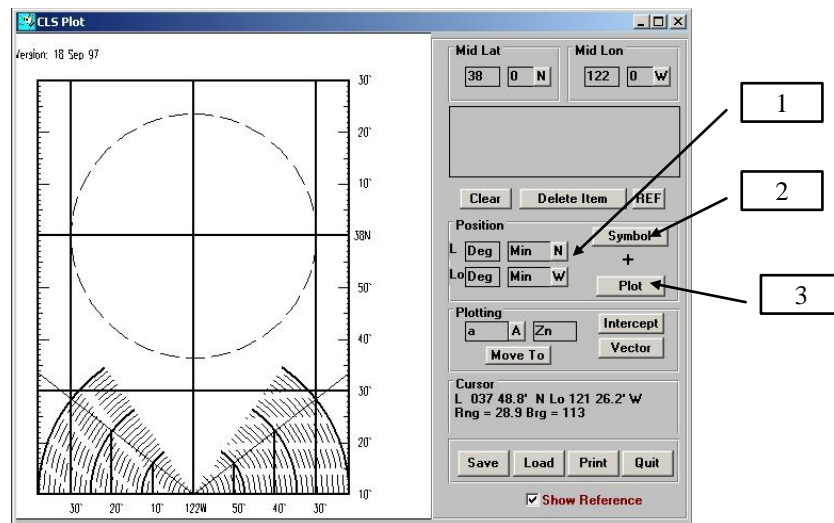 CLS Plot
Version: 18 Sep 97
30'
20'
10'
38N
50'
40'
30'
20'
10'
30' 20' 10' 122W 50' 40' 30'
Mid Lat
38 0 N
Mid Lon
122 0 W
Clear Delete Item REF
Position
L Deg Min N
Lo Deg Min W
Symbol
+
Plot
Plotting
a A Zn
Move To
Intercept
Vector
Cursor
L 037 48.8' N Lo 121 26.2' W
Rng = 28.9 Brg = 113
Save Load Print Quit
Show Reference
1
2
3